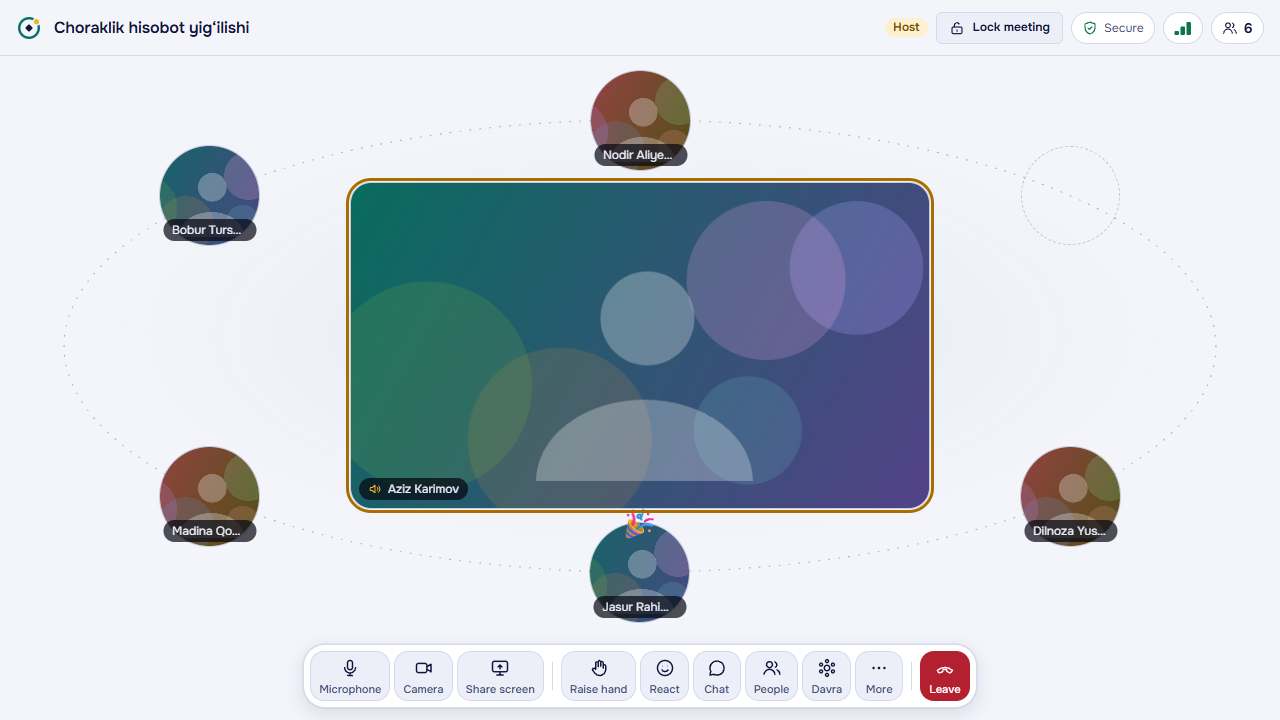 Choraklik hisobot yig‘ilishi
Host
Lock meeting
Secure
6
Nodir Aliye...
Bobur Turs...
Aziz Karimov
Madina Qo...
Dilnoza Yus...
Jasur Rahi...
Microphone
Camera
Share screen
Raise hand
React
Chat
People
Davra
More
Leave